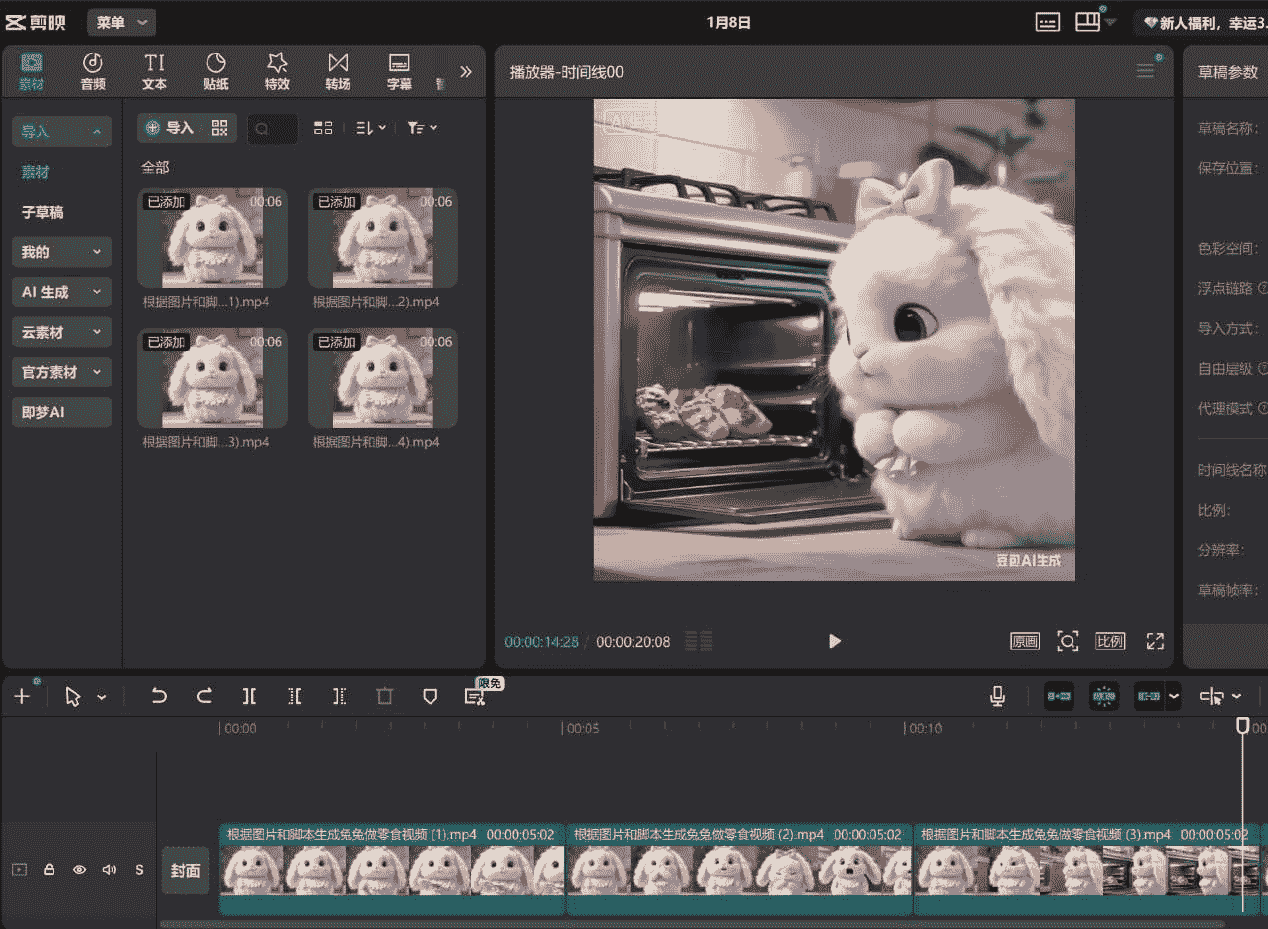 剪映
菜单
1月8日
新人福利，幸运3.
素材
音频
文本
贴纸
特效
转场
字幕
播放器-时间线00
草稿参数
导入
素材
子草稿
我的
AI 生成
云素材
官方素材
即梦AI
导入
全部
已添加 00:06
已添加 00:06
根据图片和脚...1).mp4
根据图片和脚...2).mp4
已添加 00:06
已添加 00:06
根据图片和脚...3).mp4
根据图片和脚...4).mp4
豆包AI生成
00:00:14:28 / 00:00:20:08
原画
比例
草稿名称:
保存位置:
色彩空间:
浮点链路
导入方式:
自由层级
代理模式
时间线名称
比例:
分辨率:
草稿帧率:
限免
00:00
00:05
00:10
封面
根据图片和脚本生成兔兔做零食视频 (1).mp4 00:00:05:02
根据图片和脚本生成兔兔做零食视频 (2).mp4 00:00:05:02
根据图片和脚本生成兔兔做零食视频 (3).mp4 00:00:05:02